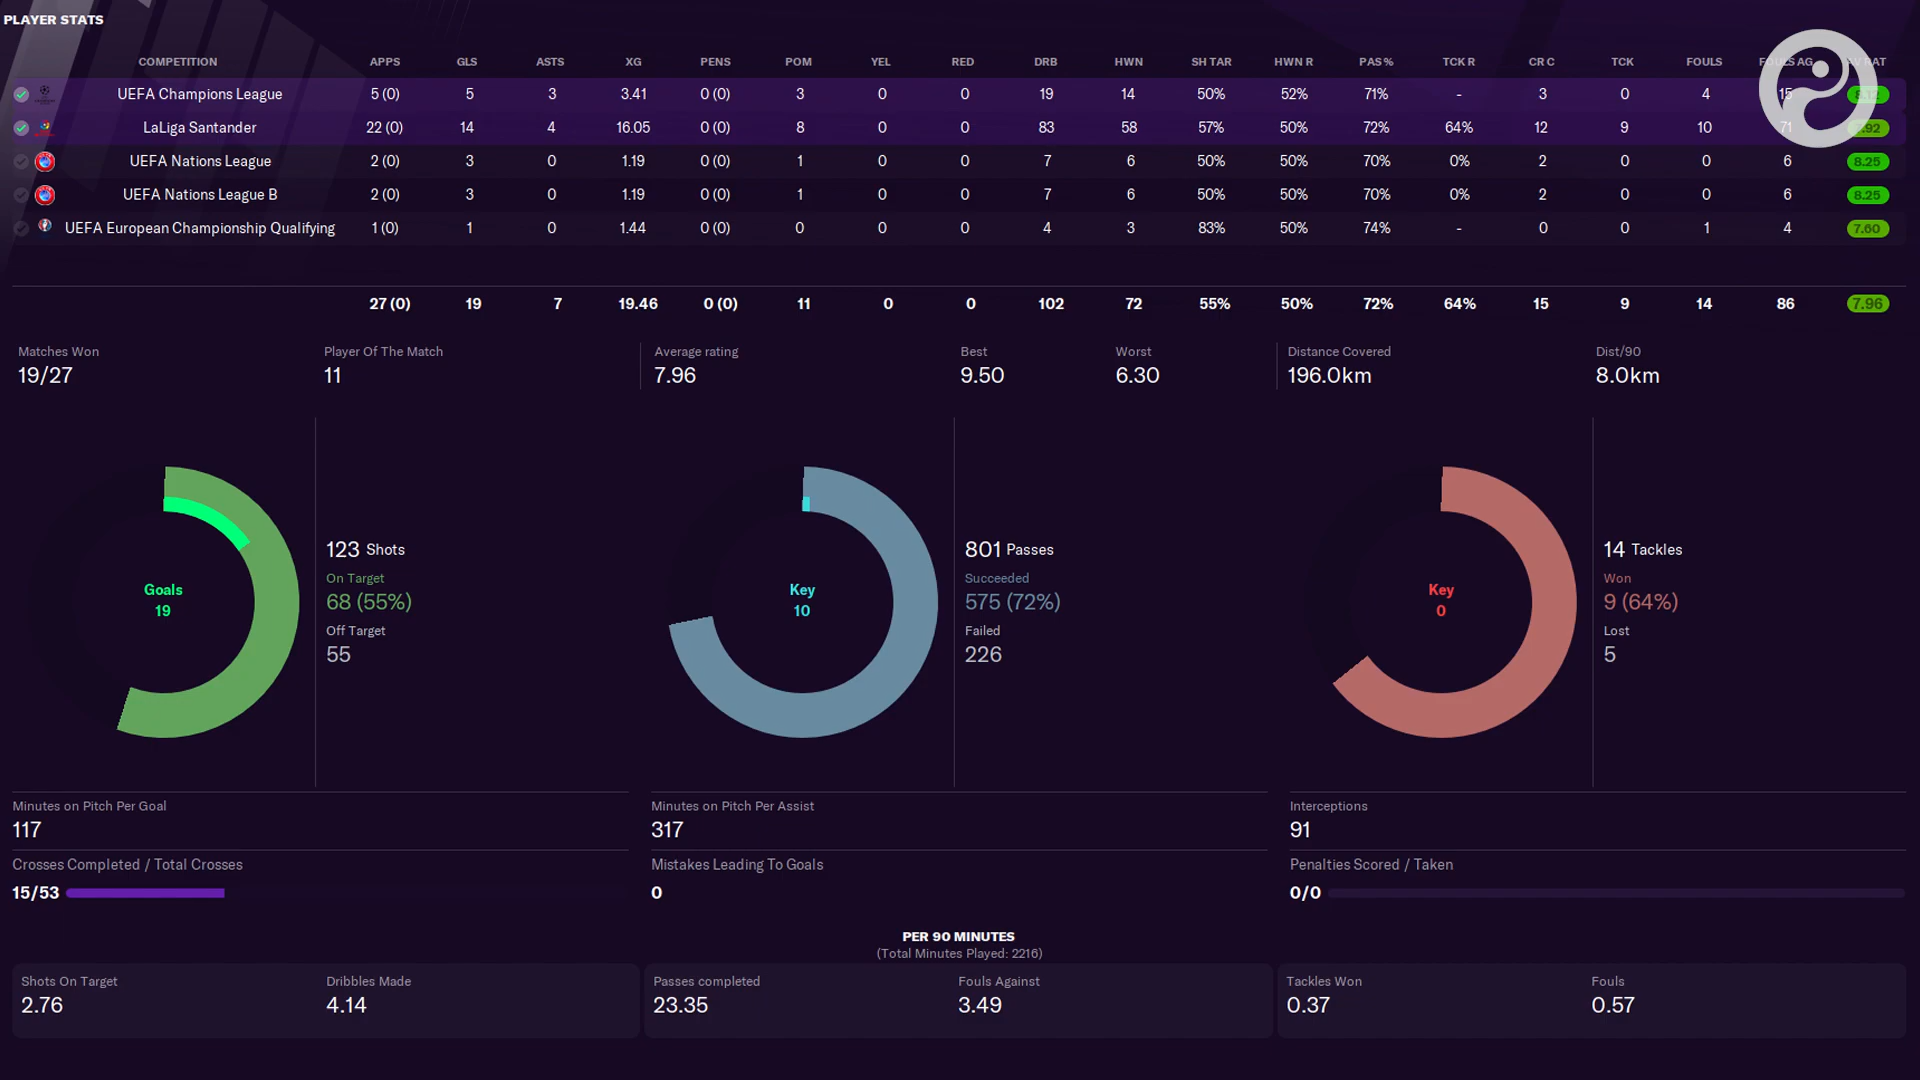 PLAYER STATS
COMPETITION APPS GLS ASTS XG PENS POM YEL RED DRB HWN SH TAR HWN R PAS % TCK R CR C TCK FOULS FOULS AG RAT
UEFA Champions League 5 (0) 5 3 3.41 0 (0) 3 0 0 19 14 50% 52% 71% - 3 0 4 15
LaLiga Santander 22 (0) 14 4 16.05 0 (0) 8 0 0 83 58 57% 50% 72% 64% 12 9 10 71 7.92
UEFA Nations League 2 (0) 3 0 1.19 0 (0) 1 0 0 7 6 50% 50% 70% 0% 2 0 0 6 8.25
UEFA Nations League B 2 (0) 3 0 1.19 0 (0) 1 0 0 7 6 50% 50% 70% 0% 2 0 0 6 8.25
UEFA European Championship Qualifying 1 (0) 1 0 1.44 0 (0) 0 0 0 4 3 83% 50% 74% - 0 0 1 4 7.60
27 (0) 19 7 19.46 0 (0) 11 0 0 102 72 55% 50% 72% 64% 15 9 14 86 7.96
Matches Won Player Of The Match Average rating Best Worst Distance Covered Dist/90
19/27 11 7.96 9.50 6.30 196.0km 8.0km
Goals
19
123 Shots
On Target
68 (55%)
Off Target
55
Key
10
801 Passes
Succeeded
575 (72%)
Failed
226
Key
0
14 Tackles
Won
9 (64%)
Lost
5
Minutes on Pitch Per Goal Minutes on Pitch Per Assist Interceptions
117 317 91
Crosses Completed / Total Crosses Mistakes Leading To Goals Penalties Scored / Taken
15/53 0 0/0
PER 90 MINUTES
(Total Minutes Played: 2216)
Shots On Target Dribbles Made Passes completed Fouls Against Tackles Won Fouls
2.76 4.14 23.35 3.49 0.37 0.57